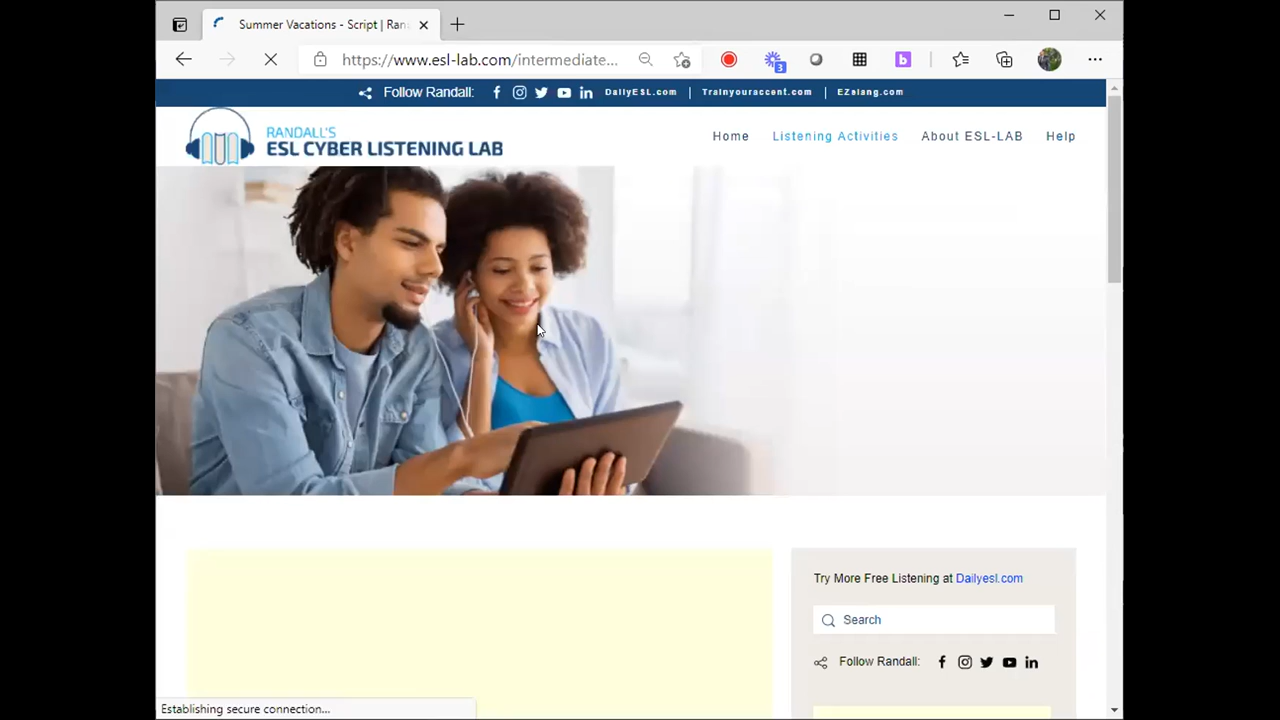 Summer Vacations - Script | Ran
https://www.esl-lab.com/intermediate...
3
b
Follow Randall:
DailyESL.com | Trainyouraccent.com | EZslang.com
RANDALL'S
ESL CYBER LISTENING LAB
Home Listening Activities About ESL-LAB Help
Try More Free Listening at Dailyesl.com
Search
Follow Randall:
Establishing secure connection...